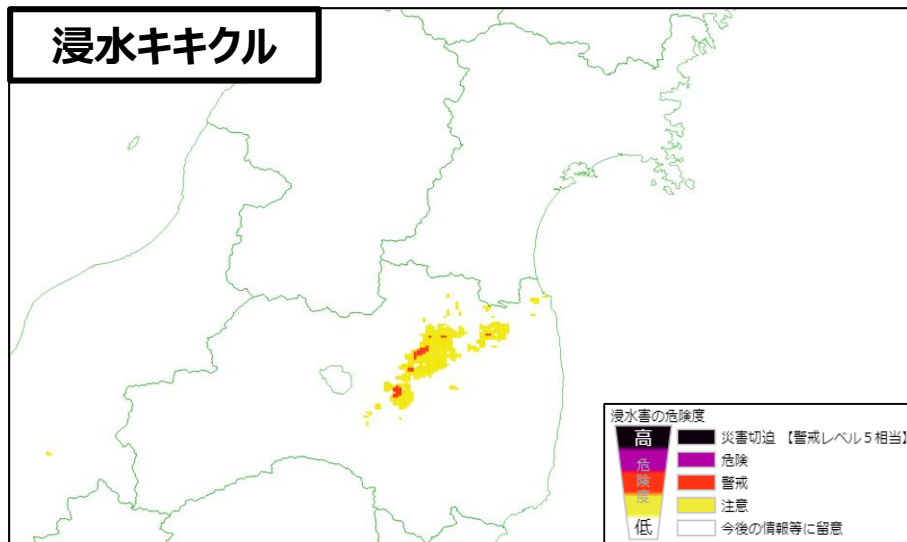 浸水キキクル
浸水害の危険度
高
危
険
度
低
災害切迫 【警戒レベル5相当】
危険
警戒
注意
今後の情報等に留意